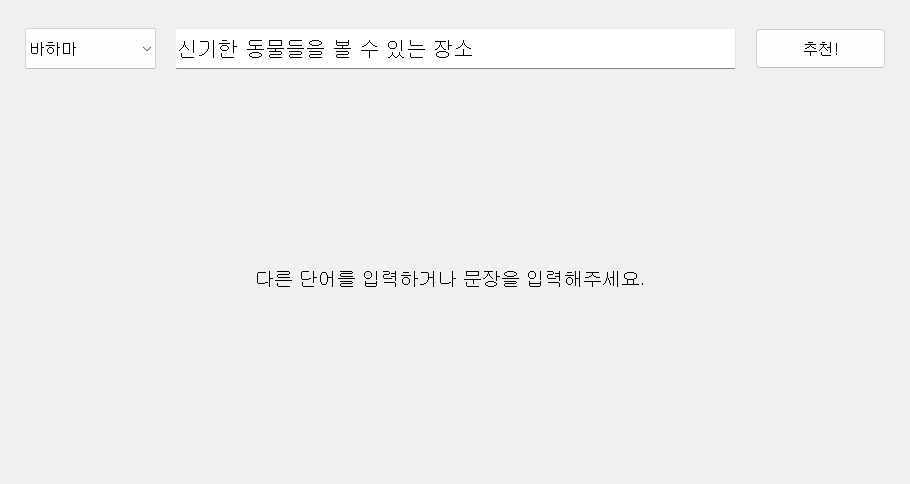 바하마
신기한 동물들을 볼 수 있는 장소
추천!
다른 단어를 입력하거나 문장을 입력해주세요.